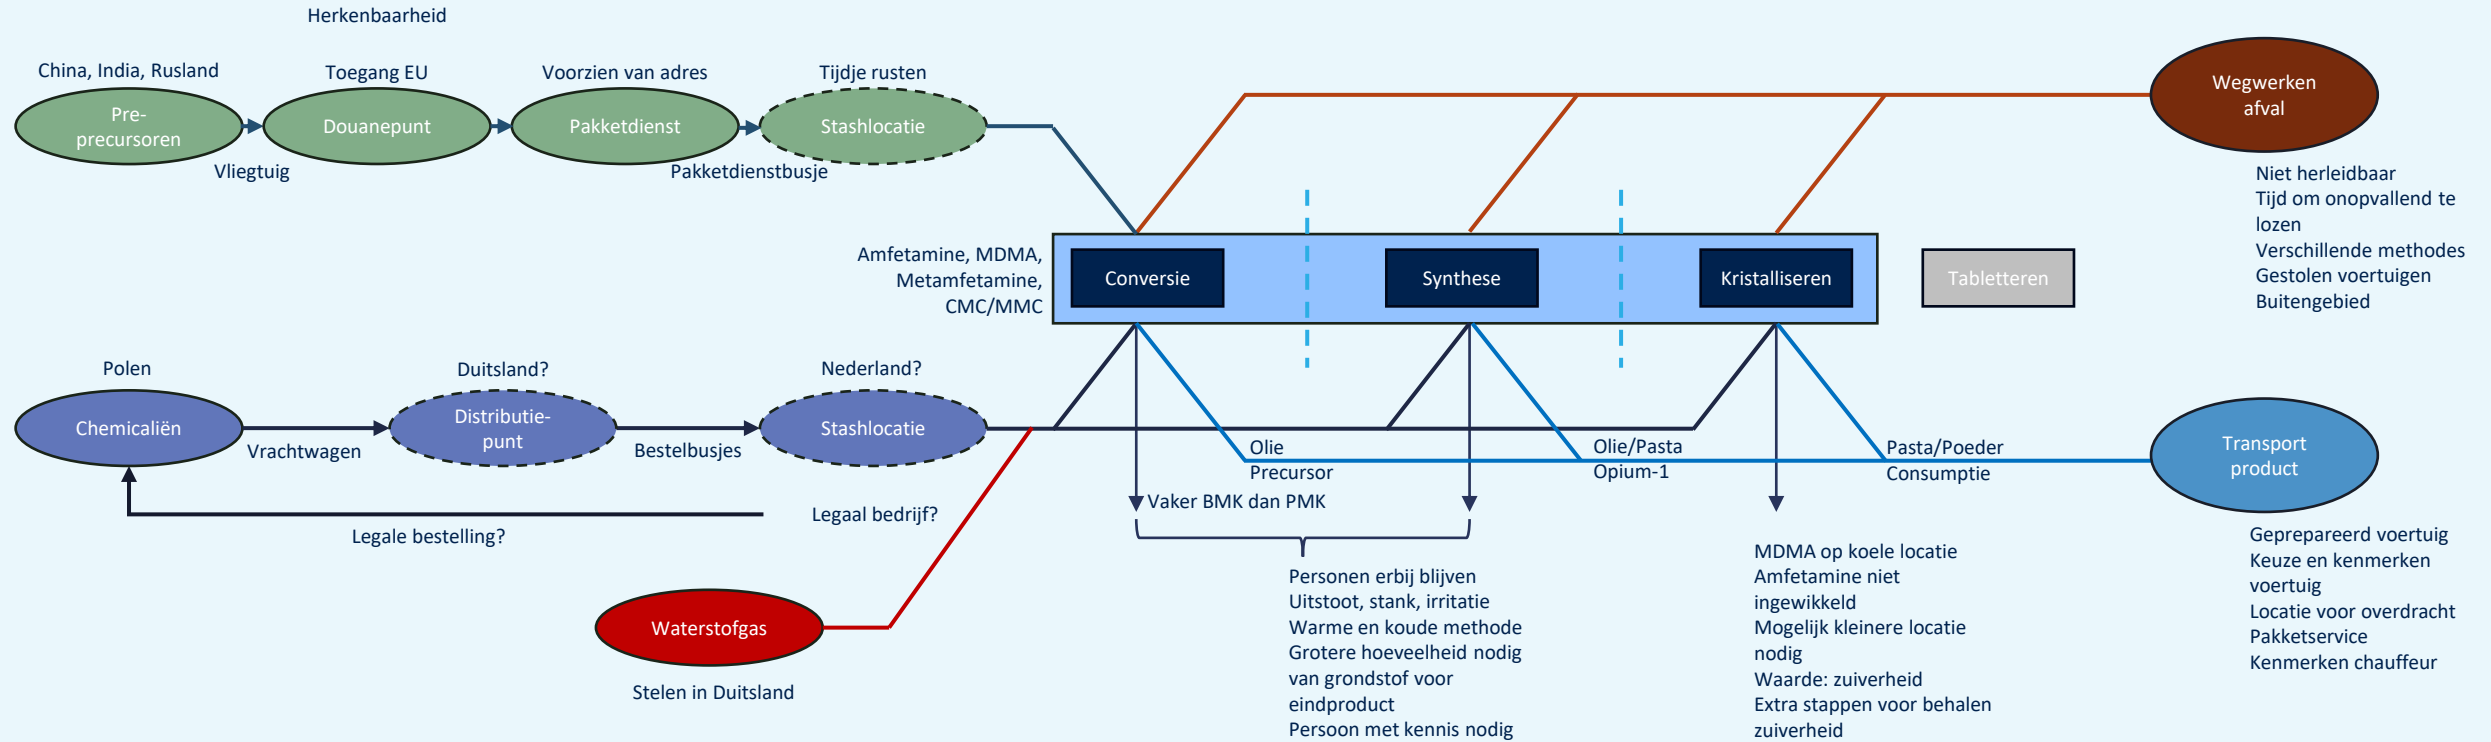 Herkenbaarheid
China, India, Rusland
Toegang EU
Voorzien van adres
Tijdje rusten
Pre-
precursoren
Douanepunt
Pakketdienst
Stashlocatie
Vliegtuig
Pakketdienstbusje
Wegwerken
afval
Niet herleidbaar
Tijd om onopvallend te
lozen
Verschillende methodes
Gestolen voertuigen
Buitengebied
Amfetamine, MDMA,
Metamfetamine,
CMC/MMC
Conversie
Synthese
Kristalliseren
Tabletteren
Polen
Duitsland?
Nederland?
Chemicaliën
Distributie-
punt
Stashlocatie
Vrachtwagen
Bestelbusjes
Legaal bedrijf?
Legale bestelling?
Waterstofgas
Stelen in Duitsland
Olie
Precursor
Olie/Pasta
Opium-1
Pasta/Poeder
Consumptie
Transport
product
Vaker BMK dan PMK
Personen erbij blijven
Uitstoot, stank, irritatie
Warme en koude methode
Grotere hoeveelheid nodig
van grondstof voor
eindproduct
Persoon met kennis nodig
MDMA op koele locatie
Amfetamine niet
ingewikkeld
Mogelijk kleinere locatie
nodig
Waarde: zuiverheid
Extra stappen voor behalen
zuiverheid
Geprepareerd voertuig
Keuze en kenmerken
voertuig
Locatie voor overdracht
Pakketservice
Kenmerken chauffeur